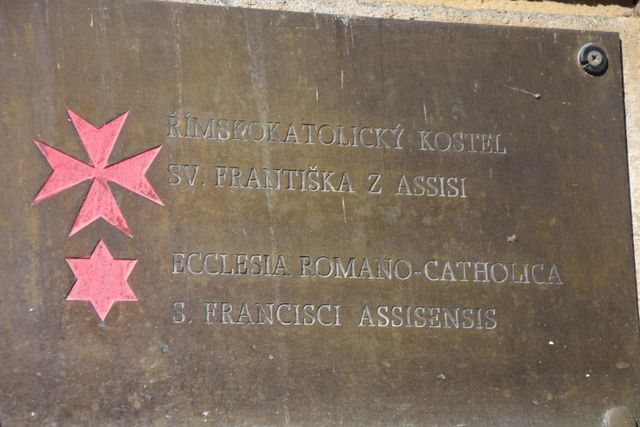 ŘÍMSKOKATOLICKÝ KOSTEL
SV. FRANTIŠKA Z ASSISI
ECCLESIA ROMANO-CATHOLICA
S. FRANCISCI ASSISENSIS